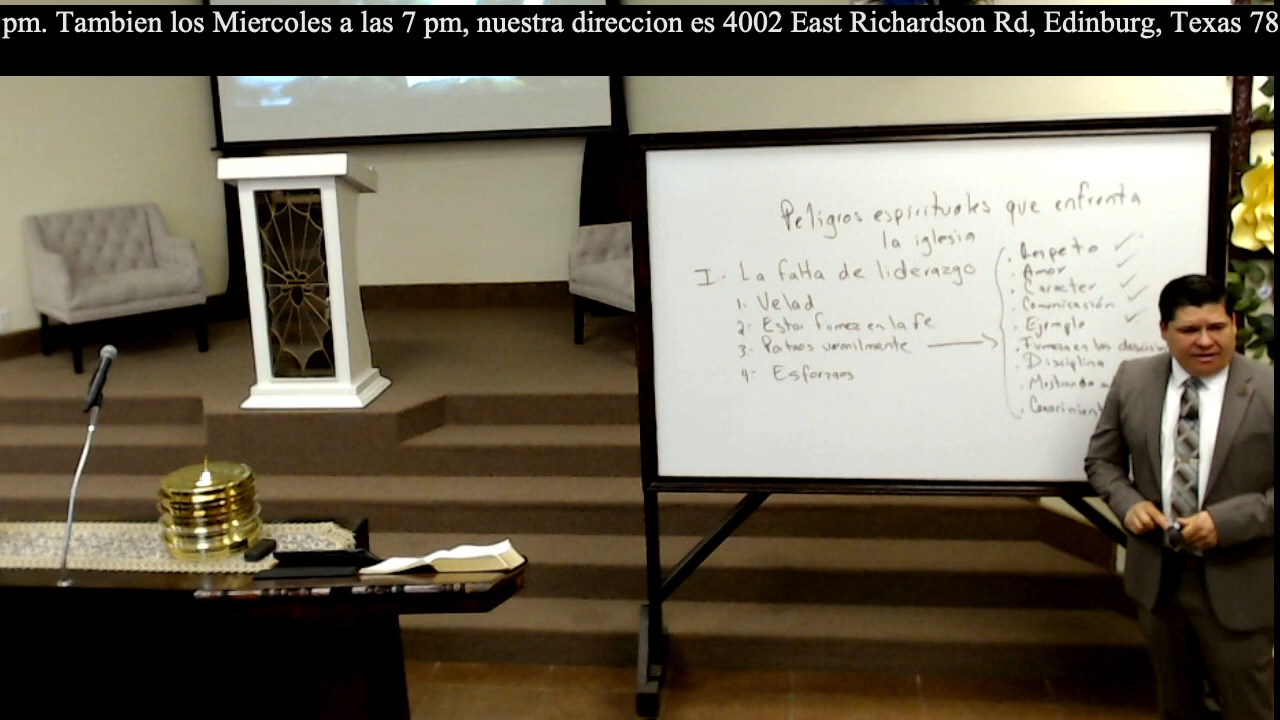 pm. Tambien los Miercoles a las 7 pm, nuestra direccion es 4002 East Richardson Rd, Edinburg, Texas 78
Peligros espirituales que enfrenta
la iglesia
I- La falta de liderazgo
1- Velad
2- Estar firmes en la fe
3-
4- Esforzaos
Respeto ✓
Amor ✓
Caracter ✓
Comunicación ✓
Ejemplo ✓
Disciplina